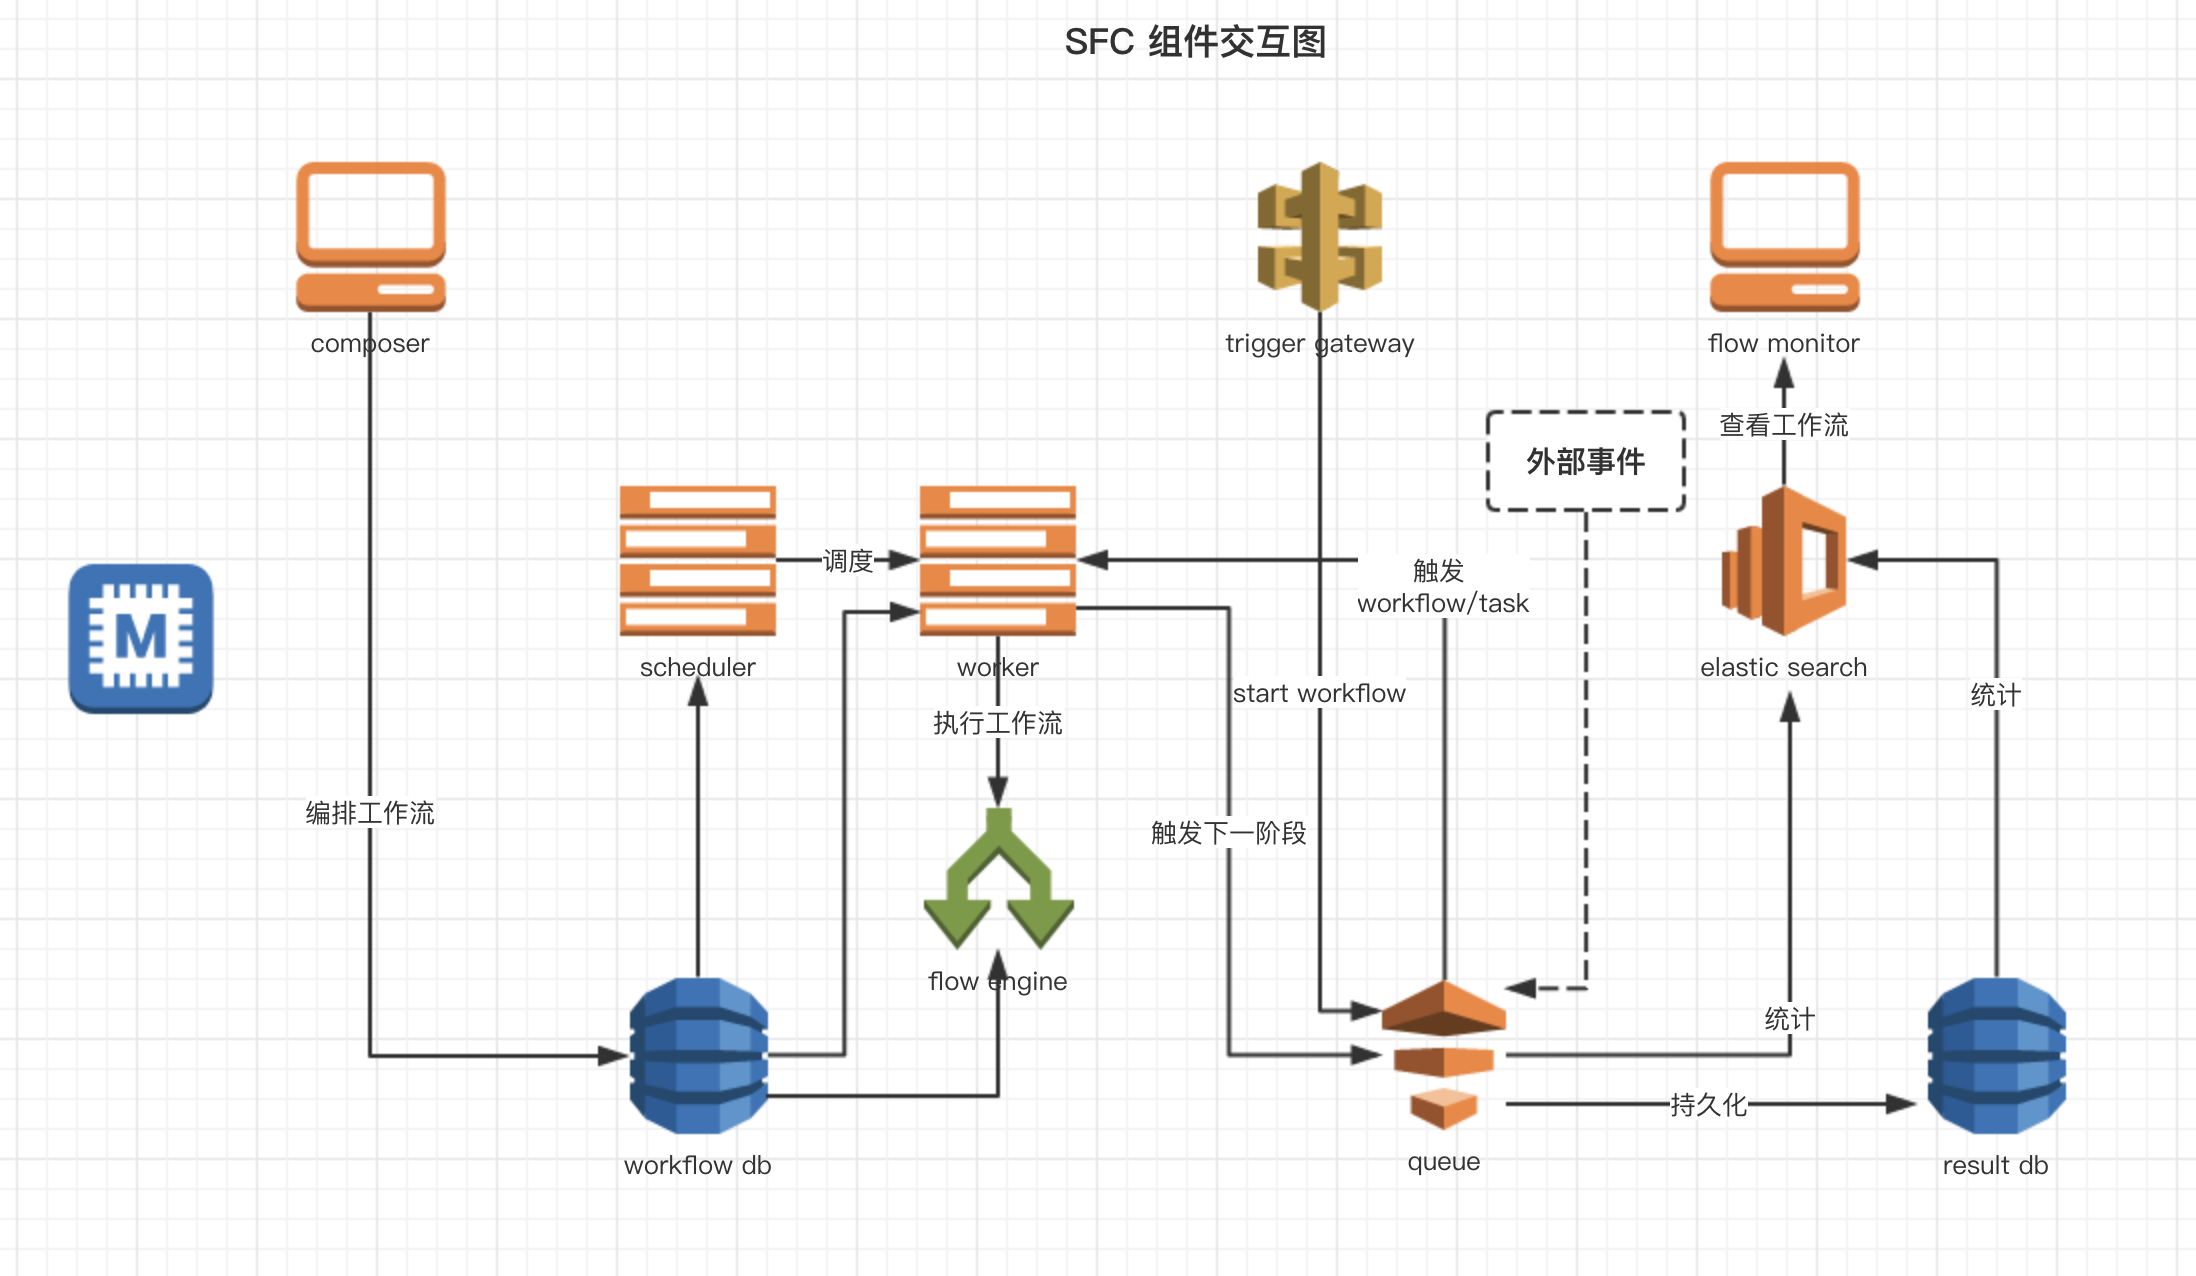 SFC 组件交互图
composer
trigger gateway
flow monitor
查看工作流
外部事件
调度
触发
workflow/task
M
scheduler
worker
elastic search
start workflow
统计
执行工作流
编排工作流
触发下一阶段
flow engine
统计
持久化
workflow db
queue
result db